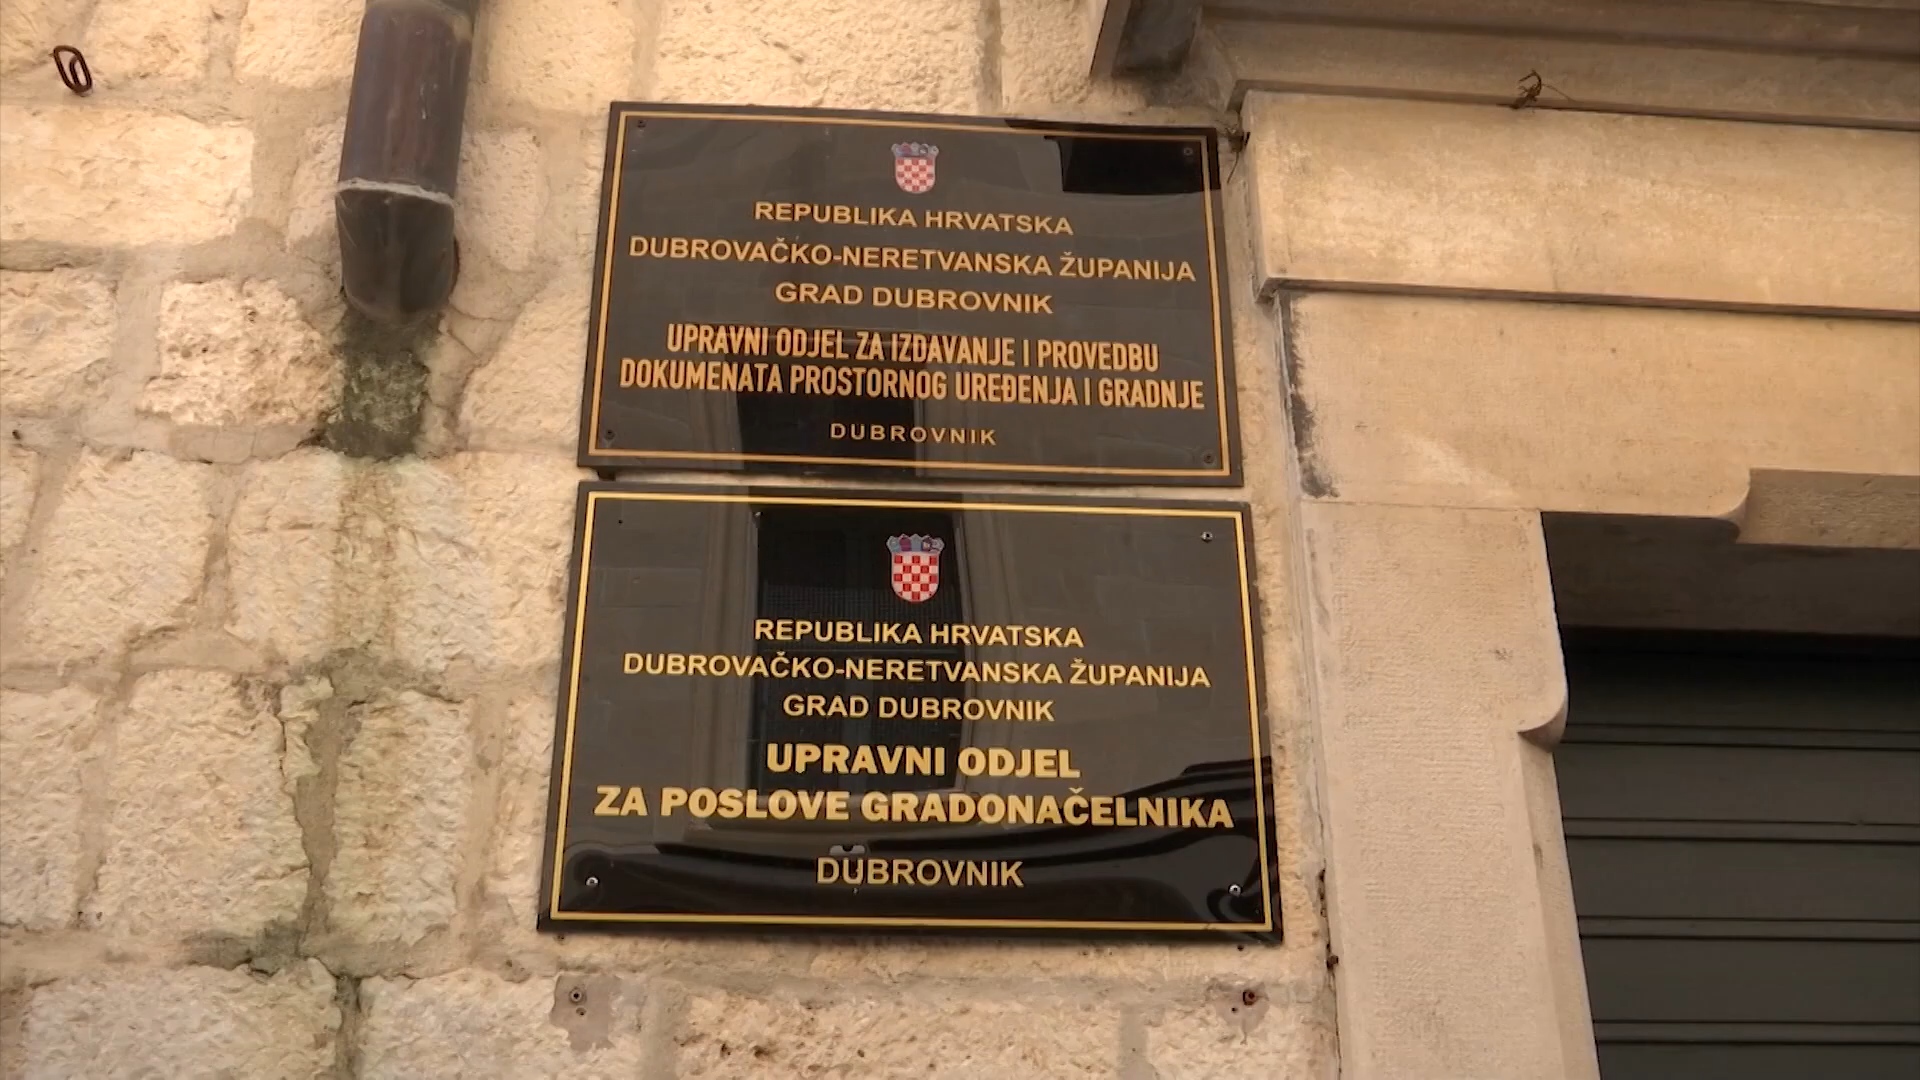 REPUBLIKA HRVATSKA
DUBROVAČKO-NERETVANSKA ŽUPANIJA
GRAD DUBROVNIK
UPRAVNI ODJEL ZA IZDAVANJE I PROVEDBU
DOKUMENATA PROSTORNOG UREĐENJA I GRADNJE
DUBROVNIK
REPUBLIKA HRVATSKA
DUBROVAČKO-NERETVANSKA ŽUPANIJA
GRAD DUBROVNIK
UPRAVNI ODJEL
ZA POSLOVE GRADONAČELNIKA
DUBROVNIK